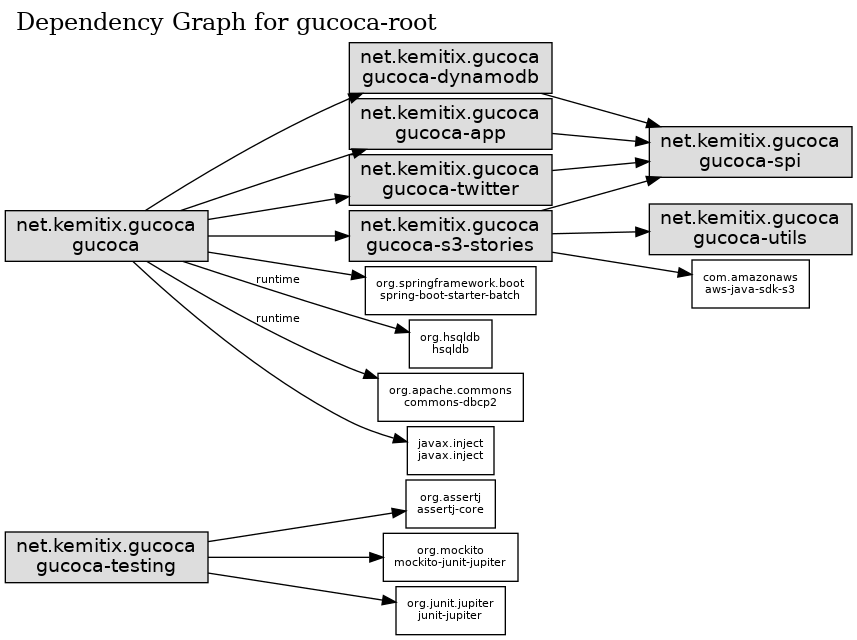 Dependency Graph for gucoca-root
net.kemitix.gucoca
gucoca-dynamodb
net.kemitix.gucoca
gucoca-app
net.kemitix.gucoca
gucoca-spi
net.kemitix.gucoca
gucoca-twitter
net.kemitix.gucoca
gucoca
net.kemitix.gucoca
gucoca-s3-stories
net.kemitix.gucoca
gucoca-utils
runtime
org.springframework.boot
spring-boot-starter-batch
com.amazonaws
aws-java-sdk-s3
runtime
org.hsqldb
hsqldb
org.apache.commons
commons-dbcp2
javax.inject
javax.inject
org.assertj
assertj-core
net.kemitix.gucoca
gucoca-testing
org.mockito
mockito-junit-jupiter
org.junit.jupiter
junit-jupiter